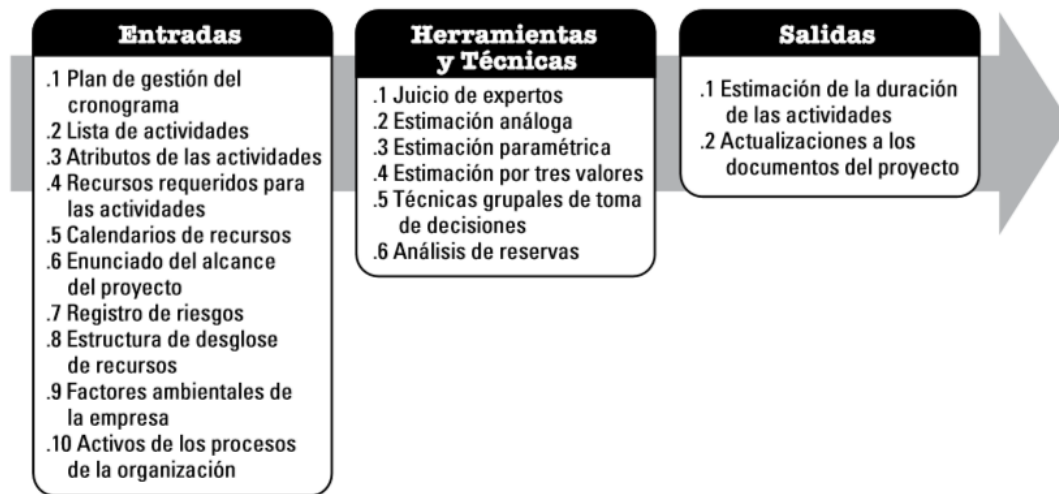 Entradas
.1 Plan de gestión del
cronograma
.2 Lista de actividades
.3 Atributos de las actividades
.4 Recursos requeridos para
las actividades
.5 Calendarios de recursos
.6 Enunciado del alcance
del proyecto
.7 Registro de riesgos
.8 Estructura de desglose
de recursos
.9 Factores ambientales de
la empresa
.10 Activos de los procesos
de la organización
Herramientas
y Técnicas
.1 Juicio de expertos
.2 Estimación análoga
.3 Estimación paramétrica
.4 Estimación por tres valores
.5 Técnicas grupales de toma
de decisiones
.6 Análisis de reservas
Salidas
.1 Estimación de la duración
de las actividades
.2 Actualizaciones a los
documentos del proyecto